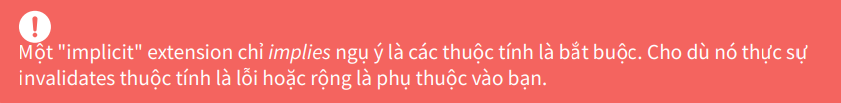 Một "implicit" extension chỉ implies ngụ ý là các thuộc tính là bắt buộc. Cho dù nó thực sự
invalidates thuộc tính là lỗi hoặc rộng là phụ thuộc vào bạn.